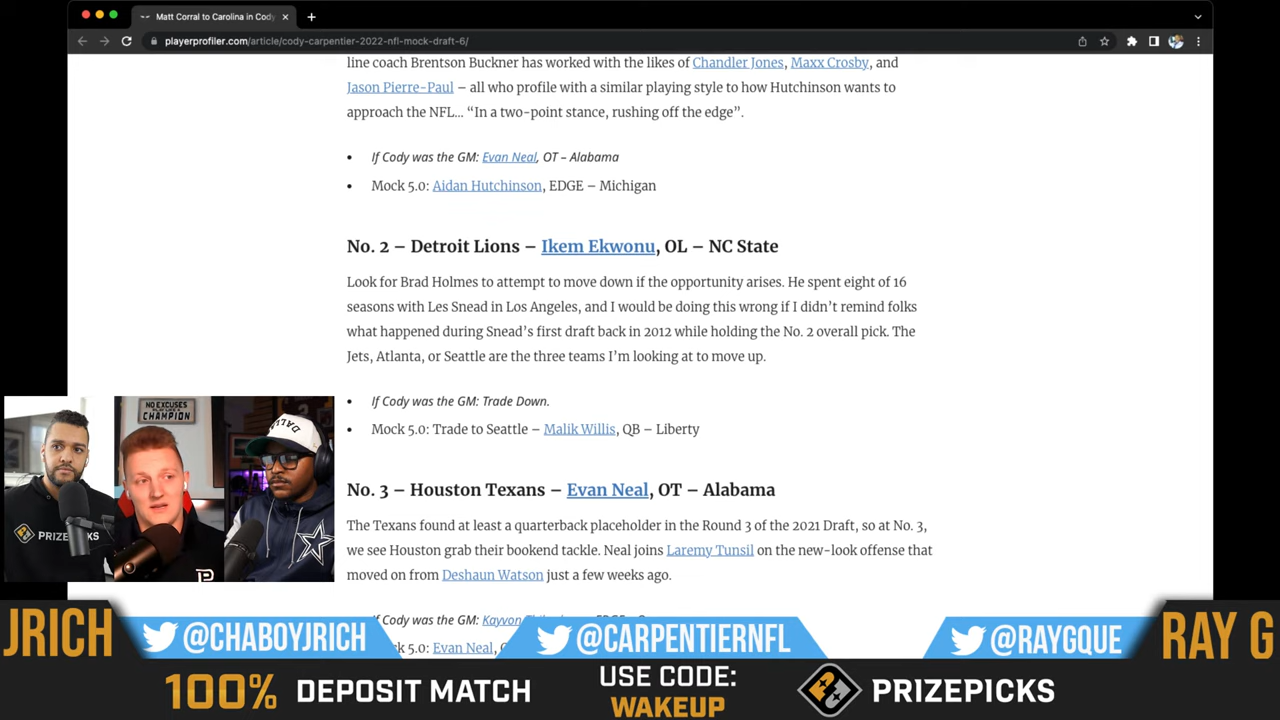 Matt Corral to Carolina in Cody
playerprofiler.com/article/cody-carpentier-2022-nfl-mock-draft-6/
line coach Brentson Buckner has worked with the likes of Chandler Jones, Maxx Crosby, and
Jason Pierre-Paul – all who profile with a similar playing style to how Hutchinson wants to
approach the NFL… “In a two-point stance, rushing off the edge”.
• If Cody was the GM: Evan Neal, OT – Alabama
• Mock 5.0: Aidan Hutchinson, EDGE – Michigan
No. 2 – Detroit Lions – Ikem Ekwonu, OL – NC State
Look for Brad Holmes to attempt to move down if the opportunity arises. He spent eight of 16
seasons with Les Snead in Los Angeles, and I would be doing this wrong if I didn’t remind folks
what happened during Snead’s first draft back in 2012 while holding the No. 2 overall pick. The
Jets, Atlanta, or Seattle are the three teams I’m looking at to move up.
• If Cody was the GM: Trade Down.
• Mock 5.0: Trade to Seattle – Malik Willis, QB – Liberty
No. 3 – Houston Texans – Evan Neal, OT – Alabama
The Texans found at least a quarterback placeholder in the Round 3 of the 2021 Draft, so at No. 3,
we see Houston grab their bookend tackle. Neal joins Laremy Tunsil on the new-look offense that
moved on from Deshaun Watson just a few weeks ago.
If Cody was the GM: Kayvon
5.0: Evan Neal,
NO EXCUSES
CHAMPION
JRICH
@CHABOYJRICH
@CARPENTIERNFL
@RAYGQUE
RAY G
100% DEPOSIT MATCH
USE CODE:
WAKEUP
PRIZEPICKS